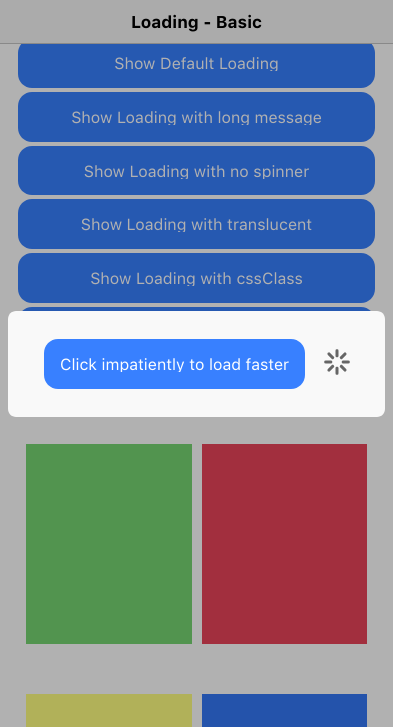 Loading - Basic
Show Default Loading
Show Loading with long message
Show Loading with no spinner
Show Loading with translucent
Show Loading with cssClass
Click impatiently to load faster